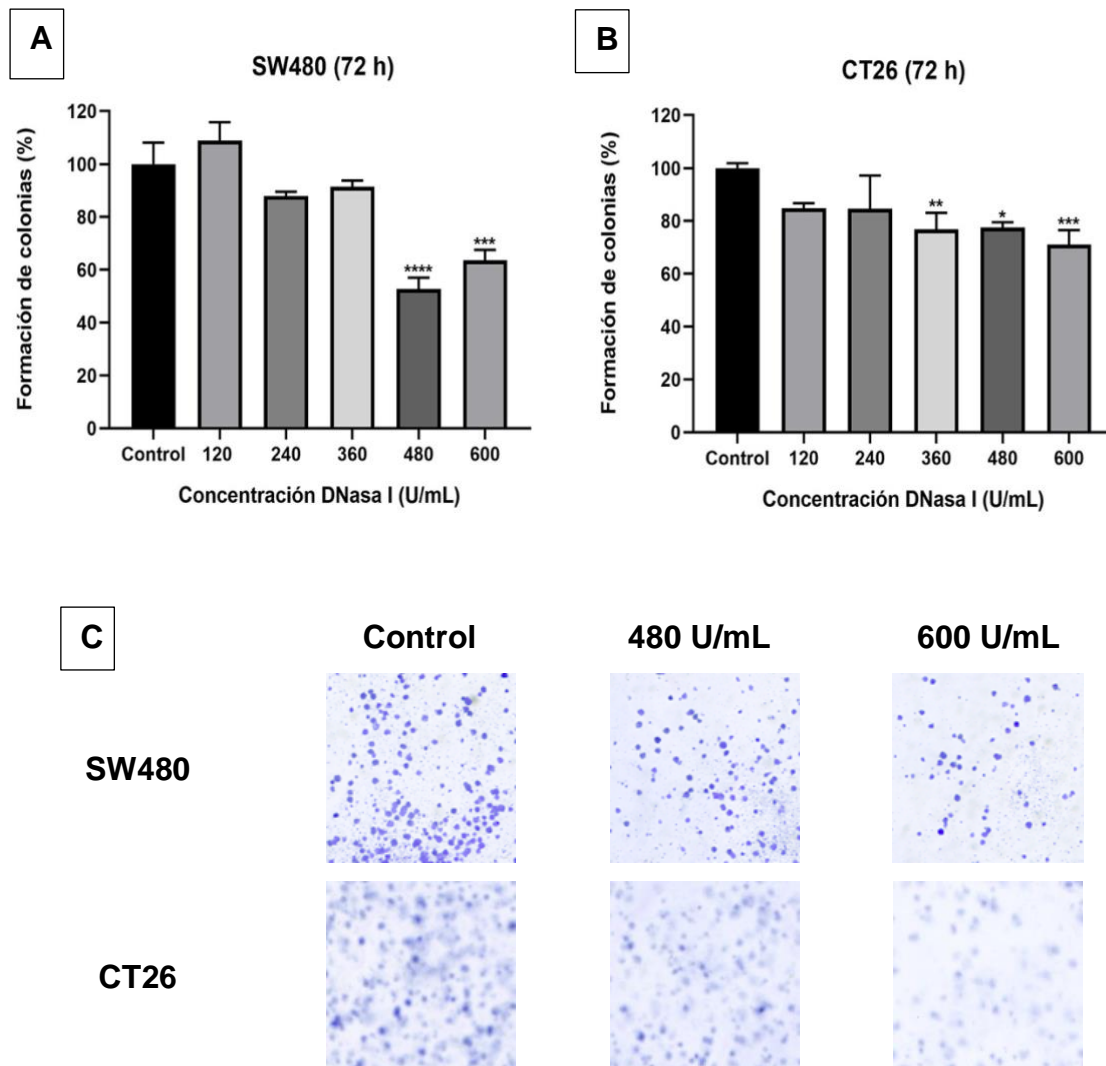 A
SW480 (72 h)
Formación de colonias (%)
120
100
80
60
40
20
0
****
***
Control 120 240 360 480 600
Concentración DNasa I (U/mL)
B
CT26 (72 h)
Formación de colonias (%)
120
100
80
60
40
20
0
**
*
***
Control 120 240 360 480 600
Concentración DNasa I (U/mL)
C
Control 480 U/mL 600 U/mL
SW480
CT26